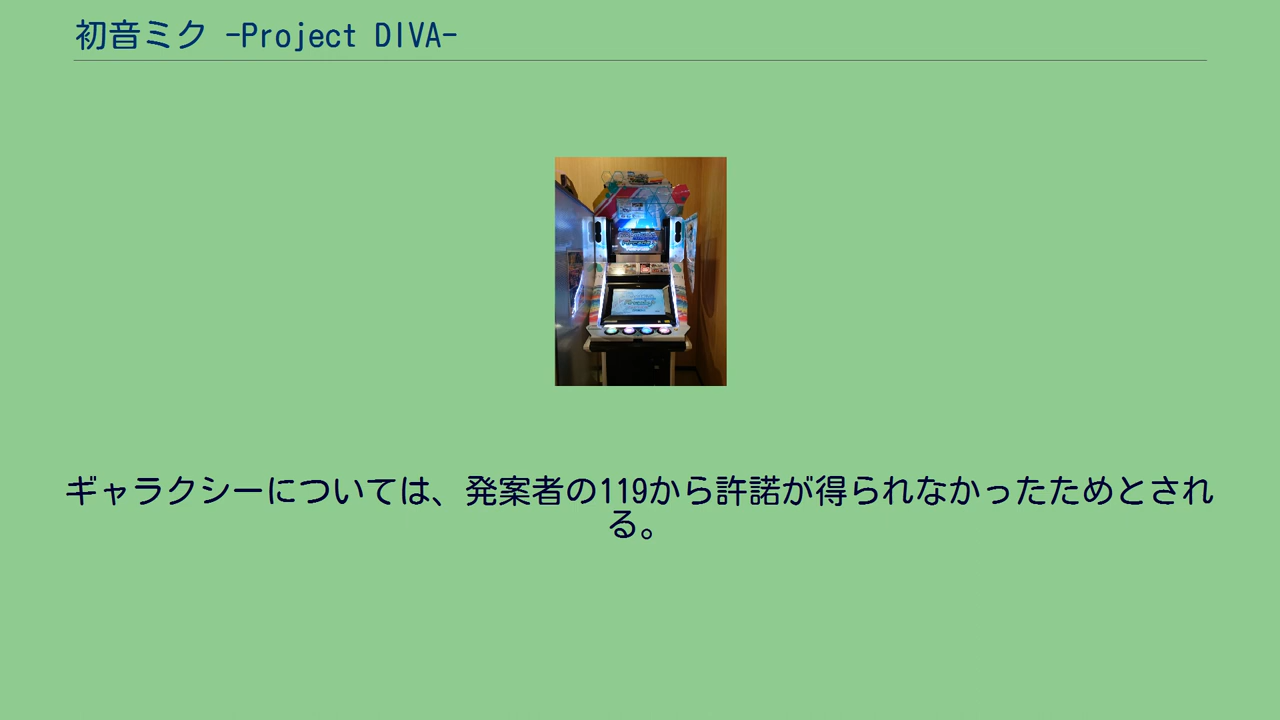 初音ミク -Project DIVA-
ギャラクシーについては、発案者の119から許諾が得られなかったためとされ
る。